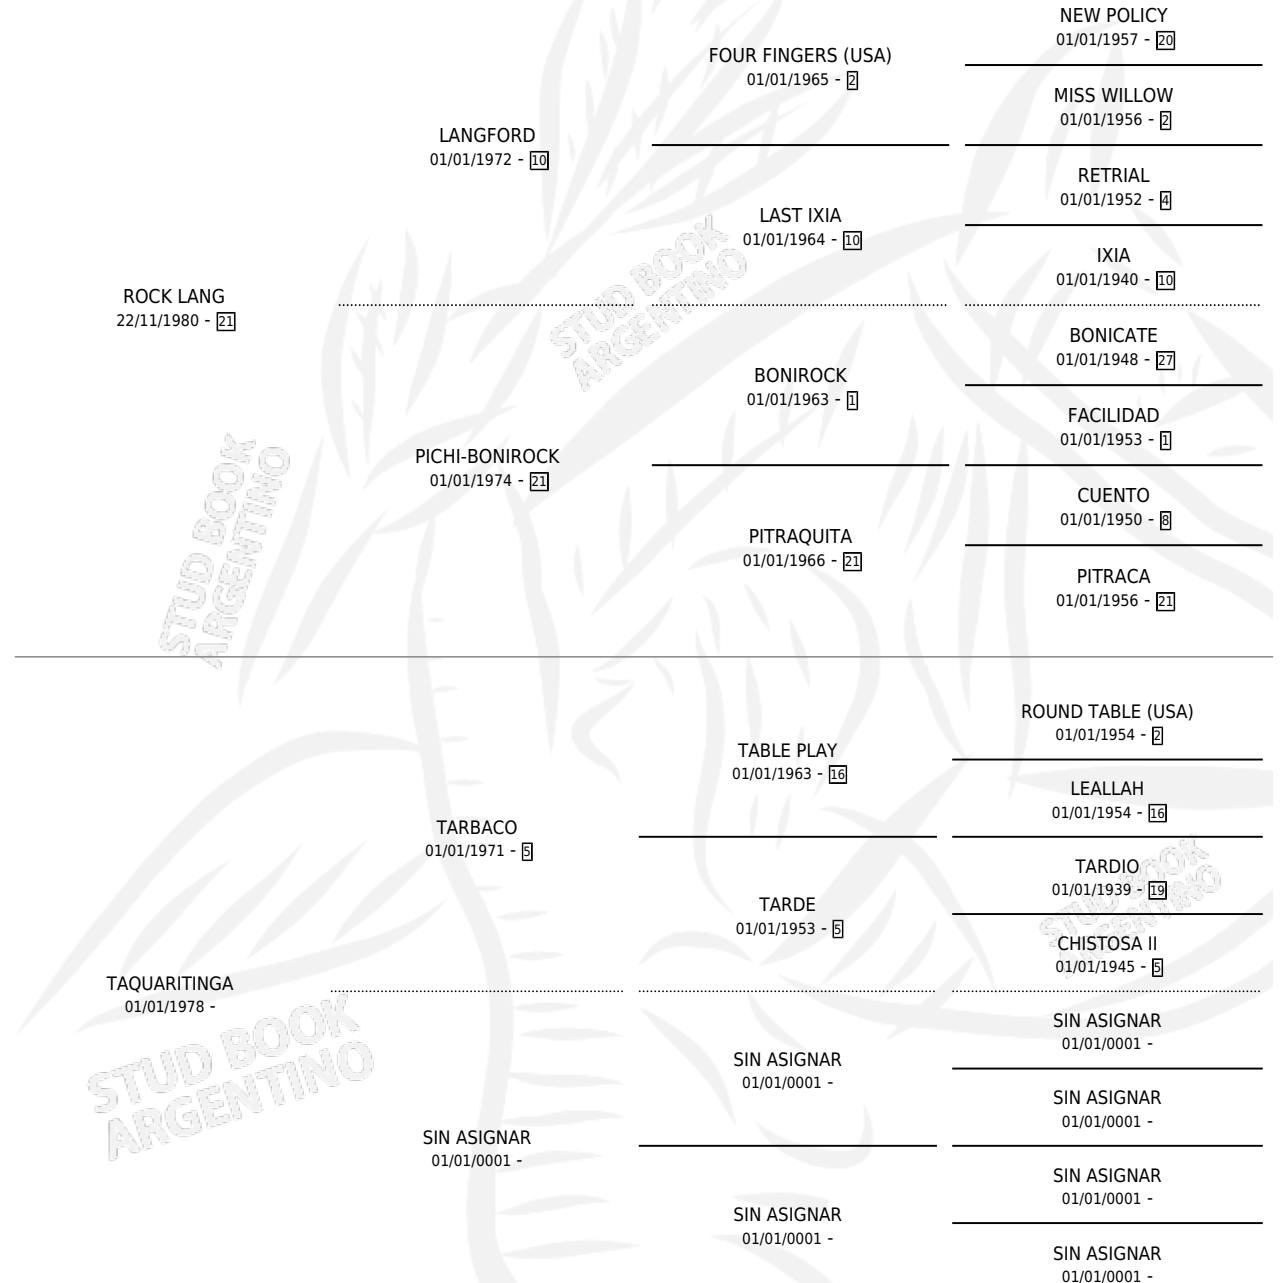 NEW POLICY
01/01/1957 - 20
FOUR FINGERS (USA)
01/01/1965 - 2
MISS WILLOW
01/01/1956 - 2
LANGFORD
01/01/1972 - 10
RETRIAL
01/01/1952 - 4
LAST IXIA
01/01/1964 - 10
IXIA
01/01/1940 - 10
ROCK LANG
22/11/1980 - 21
BONICATE
01/01/1948 - 27
BONIROCK
01/01/1963 - 1
FACILIDAD
01/01/1953 - 1
PICHI-BONIROCK
01/01/1974 - 21
CUENTO
01/01/1950 - 8
PITRAQUITA
01/01/1966 - 21
PITRACA
01/01/1956 - 21
STUD BOOK
ARGENTINO
STUD BOOK
ARGENTINO
ROUND TABLE (USA)
01/01/1954 - 2
TABLE PLAY
01/01/1963 - 16
LEALLAH
01/01/1954 - 16
TARBACO
01/01/1971 - 5
TARDIO
01/01/1939 - 19
TARDE
01/01/1953 - 5
CHISTOSA II
01/01/1945 - 5
TAQUARITINGA
01/01/1978 -
SIN ASIGNAR
01/01/0001 -
SIN ASIGNAR
01/01/0001 -
SIN ASIGNAR
01/01/0001 -
SIN ASIGNAR
01/01/0001 -
SIN ASIGNAR
01/01/0001 -
SIN ASIGNAR
01/01/0001 -
SIN ASIGNAR
01/01/0001 -
STUD BOOK
ARGENTINO
STUD BOOK
ARGENTINO